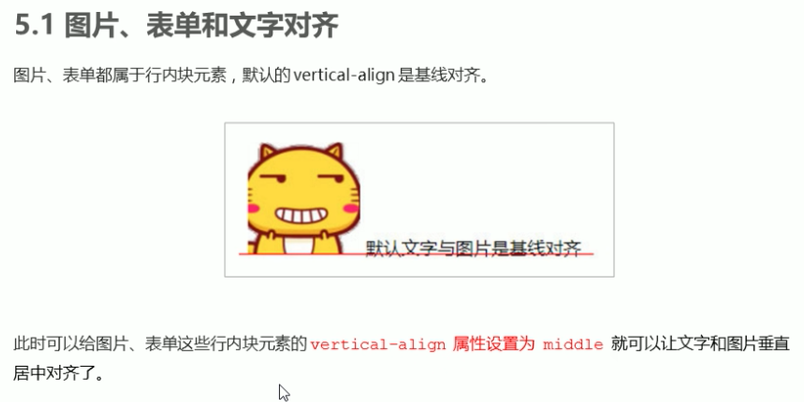 5.1 图片、表单和文字对齐
图片、表单都属于行内块元素，默认的 vertical-align 是基线对齐。
默认文字与图片是基线对齐
此时可以给图片、表单这些行内块元素的 vertical-align 属性设置为 middle 就可以让文字和图片垂直
居中对齐了。